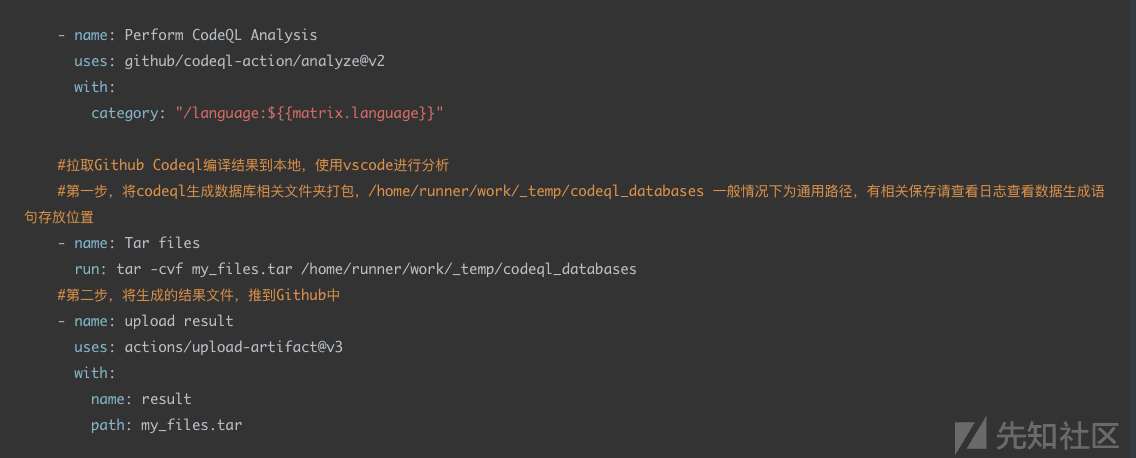 - name: Perform CodeQL Analysis
uses: github/codeql-action/analyze@v2
with:
category: "/language:${{matrix.language}}"
#拉取Github Codeql编译结果到本地，使用vscode进行分析
#第一步，将codeql生成数据库相关文件夹打包，/home/runner/work/_temp/codeql_databases 一般情况下为通用路径，有相关保存请查看日志查看数据生成语
句存放位置
- name: Tar files
run: tar -cvf my_files.tar /home/runner/work/_temp/codeql_databases
#第二步，将生成的结果文件，推到Github中
- name: upload result
uses: actions/upload-artifact@v3
with:
name: result
path: my_files.tar
先知社区